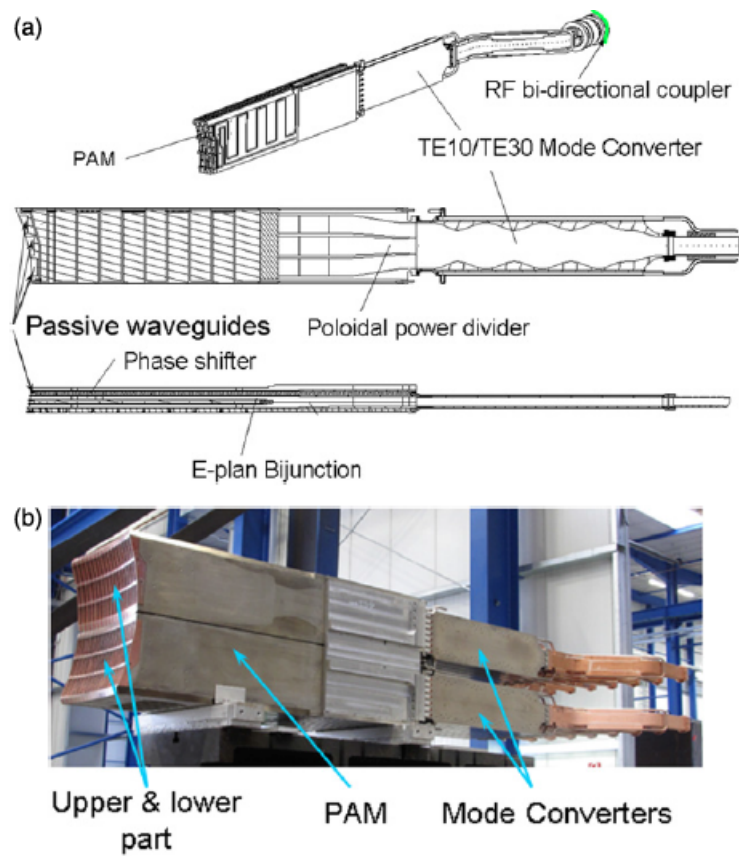 (a)
RF bi-directional coupler
PAM
TE10/TE30 Mode Converter
Passive waveguides
Poloidal power divider
Phase shifter
E-plan Bijunction
(b)
Upper & lower
part
PAM
Mode Converters